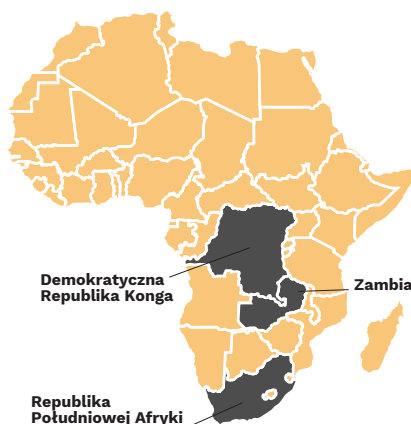 Demokratyczna
Republika Konga
Zambia
Republika
Południowej Afryki